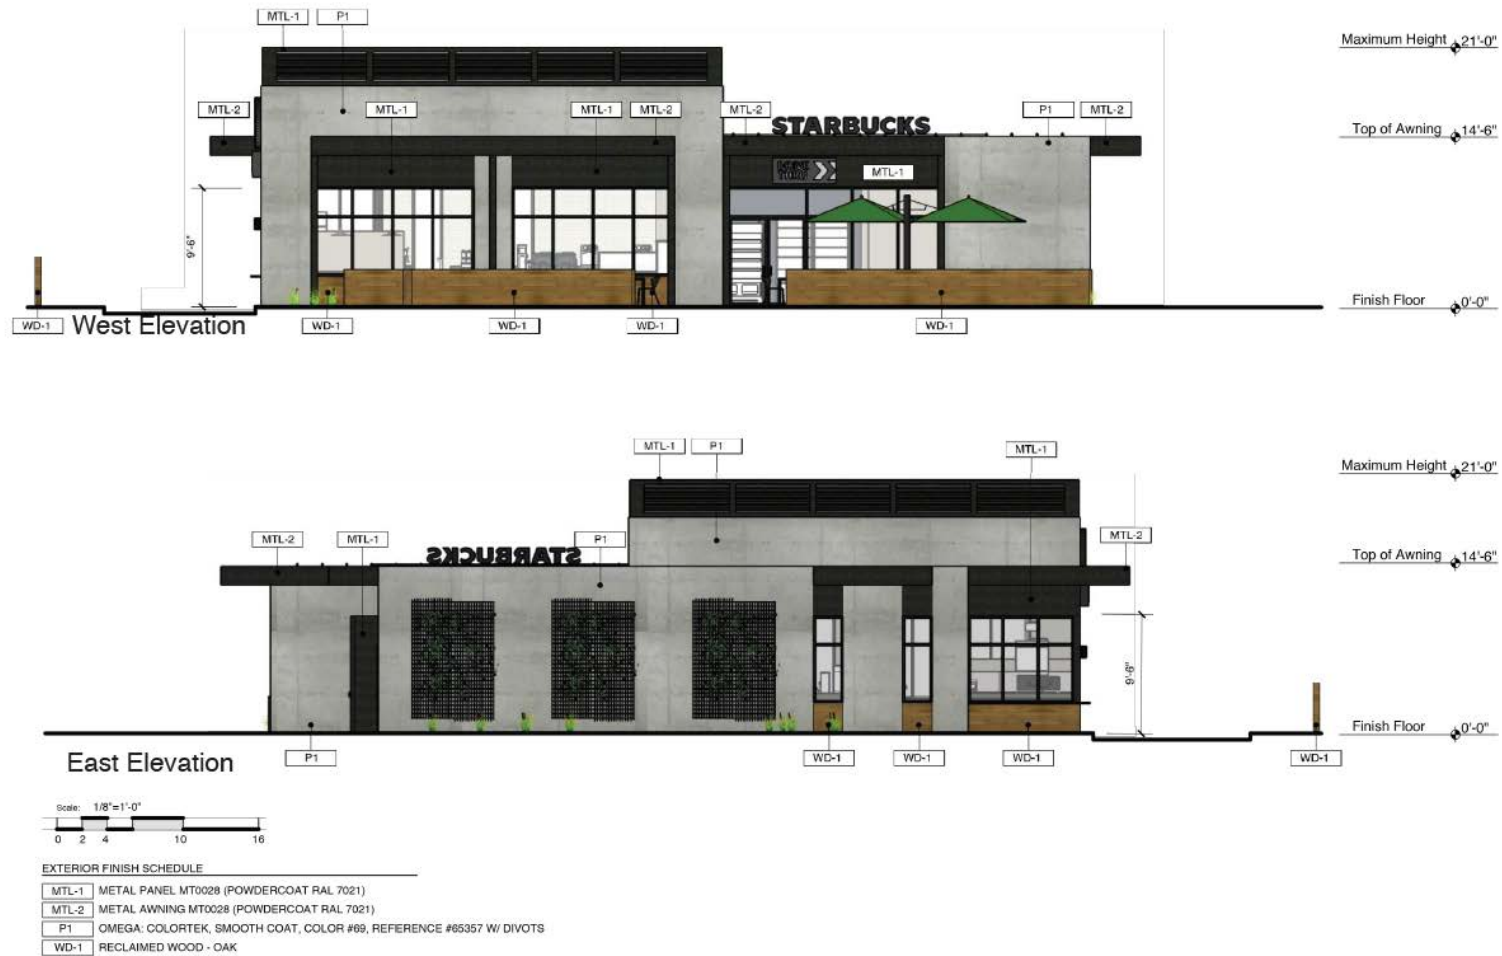 MTL-1 P1
Maximum Height 21'-0"
MTL-2 MTL-1 MTL-1 MTL-2 MTL-2 P1 MTL-2
STARBUCKS
Top of Awning 14'-6"
MTL-1
9'-6"
Finish Floor 0'-0"
WD-1 West Elevation WD-1 WD-1 WD-1 WD-1
MTL-1 P1 MTL-1
Maximum Height 21'-0"
MTL-2 MTL-1 P1 MTL-2
STARBUCKS
Top of Awning 14'-6"
9'-6"
Finish Floor 0'-0"
East Elevation P1 WD-1 WD-1 WD-1 WD-1
Scale: 1/8"=1'-0"
0 2 4 10 16
EXTERIOR FINISH SCHEDULE
MTL-1 METAL PANEL MT0028 (POWDERCOAT RAL 7021)
MTL-2 METAL AWNING MT0028 (POWDERCOAT RAL 7021)
P1 OMEGA: COLORTEK, SMOOTH COAT, COLOR #69, REFIERENCE #65357 W/ DIVOTS
WD-1 RECLAIMED WOOD - OAK